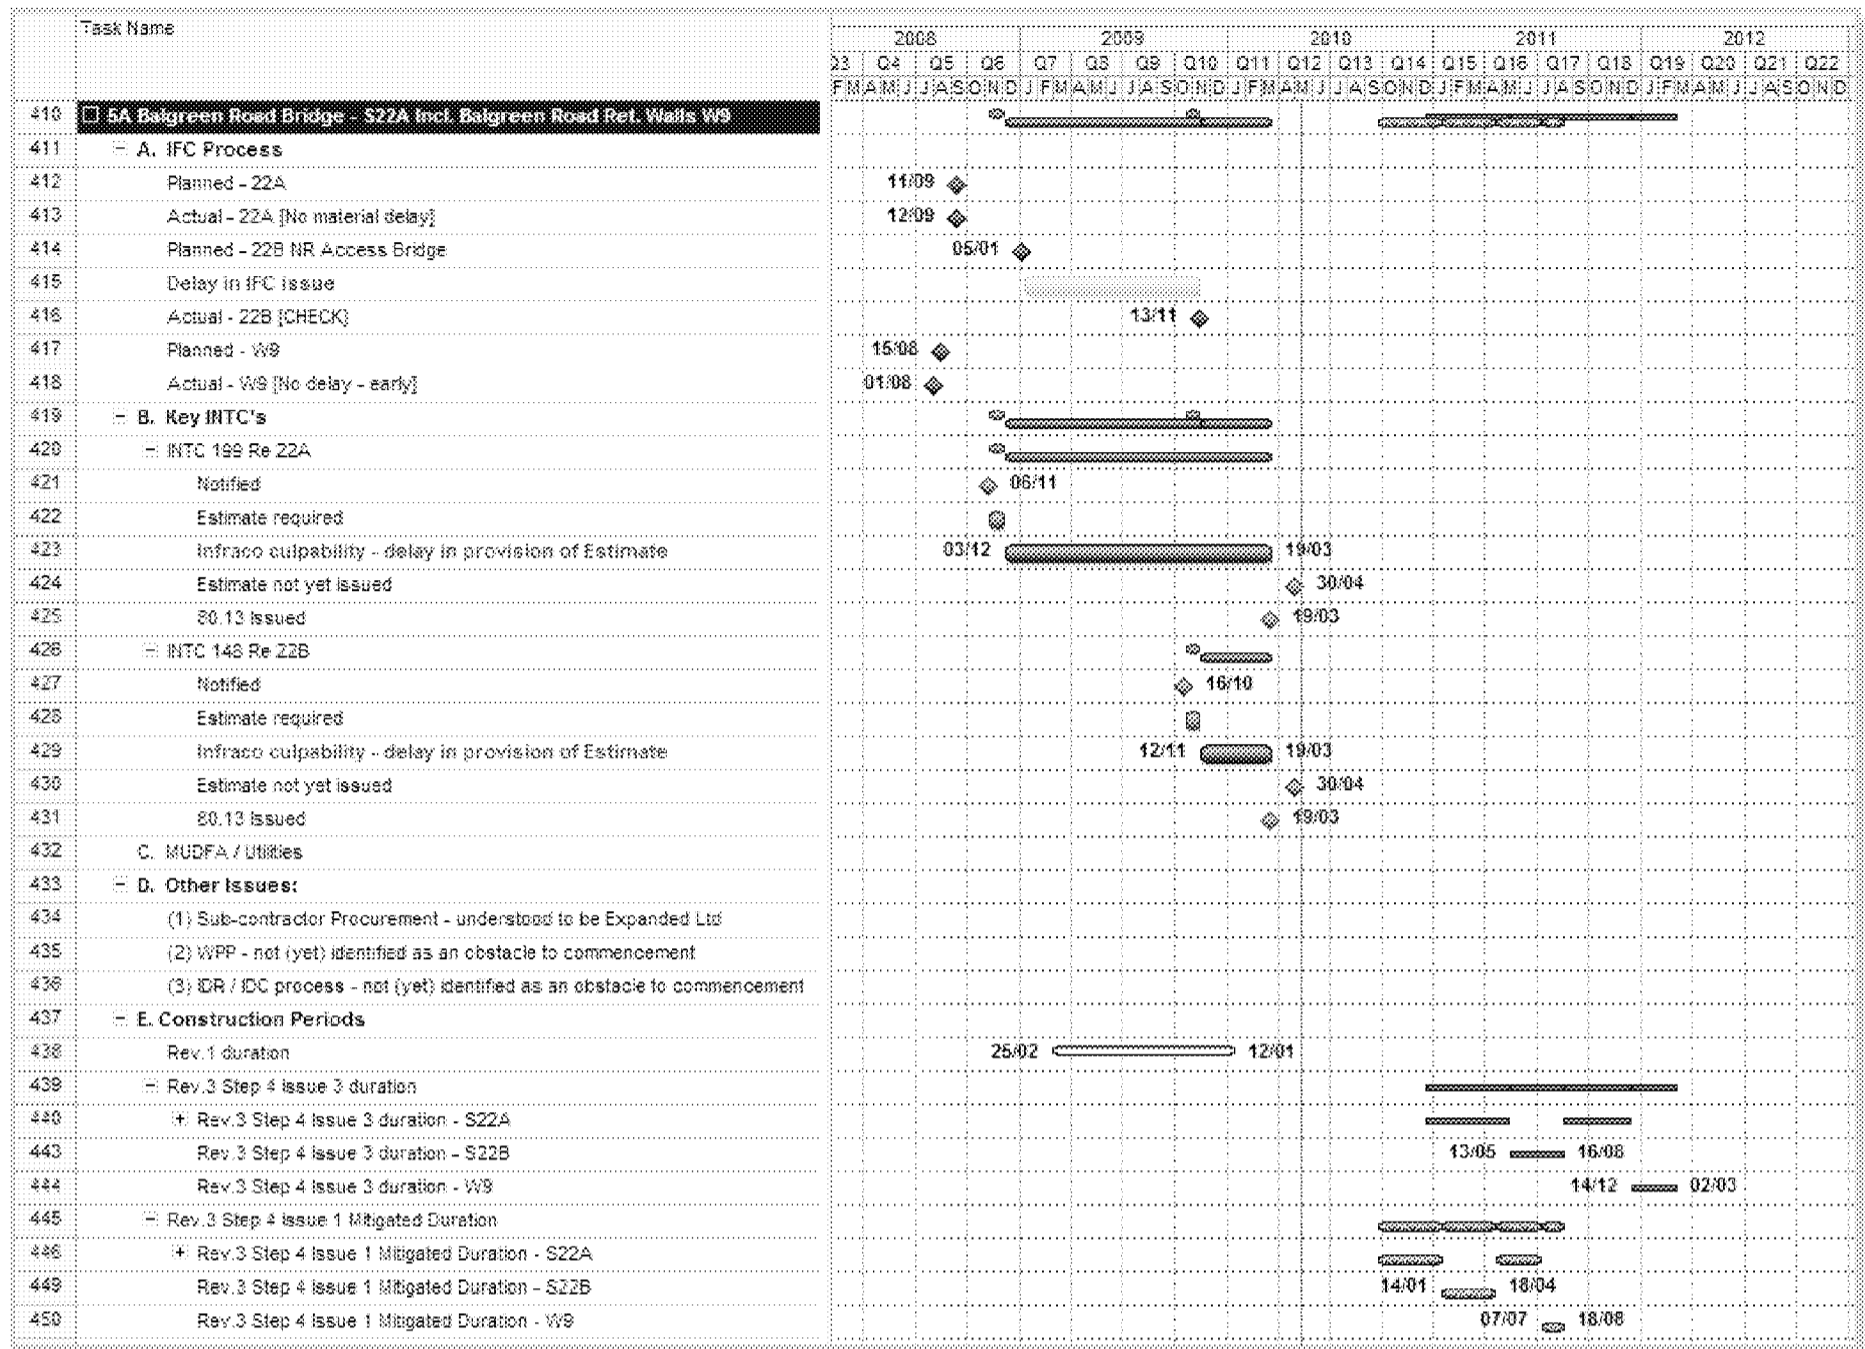 Task Name
2008 2009 2010 2011 2012
Q3 Q4 Q5 Q6 Q7 Q8 Q9 Q10 Q11 Q12 Q13 Q14 Q15 Q16 Q17 Q18 Q19 Q20 Q21 Q22
F M A M J J A S O N D J F M A M J J A S O N D J F M A M J J A S O N D J F M A M J J A S O N D J F M A M J J A S O N D
410 5A Balgreen Road Bridge - S22A Incl. Balgreen Road Ret. Walls W9
411 A. IFC Process
412 Planned - 22A 11/09
413 Actual - 22A [No material delay] 12/09
414 Planned - 22B NR Access Bridge 05/01
415 Delay in IFC issue
416 Actual - 22B [CHECK] 13/11
417 Planned - W9 15/08
418 Actual - W9 [No delay - early] 01/08
419 B. Key INTC's
420 INTC 199 Re 22A
421 Notified 06/11
422 Estimate required
423 Infraco culpability - delay in provision of Estimate 03/12 19/03
424 Estimate not yet issued 30/04
425 80.13 Issued 19/03
426 INTC 148 Re 22B
427 Notified 16/10
428 Estimate required
429 Infraco culpability - delay in provision of Estimate 12/11 19/03
430 Estimate not yet issued 30/04
431 80.13 Issued 19/03
432 C. MUDFA / Utilities
433 D. Other Issues:
434 (1) Sub-contractor Procurement - understood to be Expanded Ltd
435 (2) WPP - not (yet) identified as an obstacle to commencement
436 (3) IDR / IDC process - not (yet) identified as an obstacle to commencement
437 E. Construction Periods
438 Rev.1 duration 25/02 12/01
439 Rev.3 Step 4 Issue 3 duration
440 Rev.3 Step 4 Issue 3 duration - S22A
443 Rev.3 Step 4 Issue 3 duration - S22B 13/05 16/08
444 Rev.3 Step 4 Issue 3 duration - W9 14/12 02/03
445 Rev.3 Step 4 Issue 1 Mitigated Duration
446 Rev.3 Step 4 Issue 1 Mitigated Duration - S22A
449 Rev.3 Step 4 Issue 1 Mitigated Duration - S22B 14/01 18/04
450 Rev.3 Step 4 Issue 1 Mitigated Duration - W9 07/07 18/08